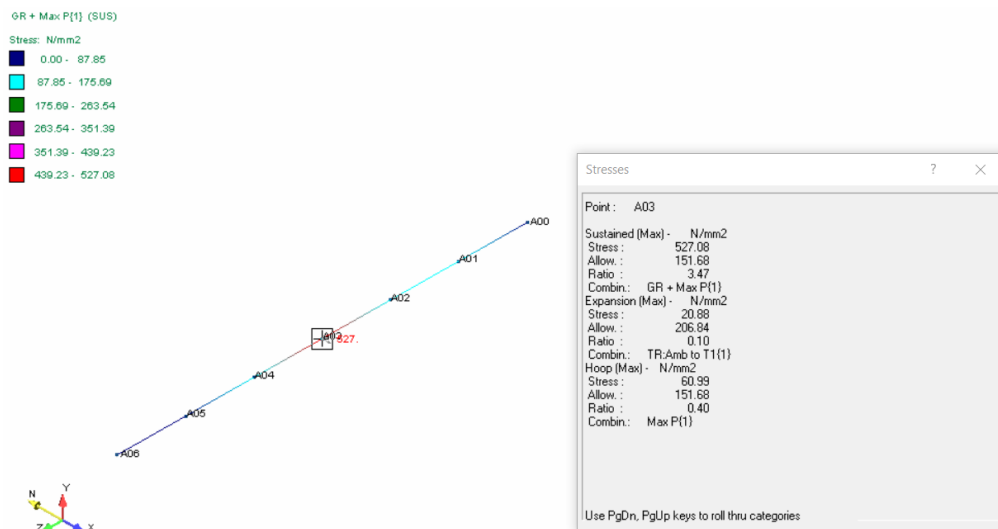 GR + Max P{1} (SUS)
Stress: N/mm2
0.00 - 87.85
87.85 - 175.69
175.69 - 263.54
263.54 - 351.39
351.39 - 439.23
439.23 - 527.08
A00
A01
A02
A03
527.
A04
A05
A06
N
Y
Z
X
Stresses
?
Point : A03
Sustained (Max) - N/mm2
Stress : 527.08
Allow. : 151.68
Ratio : 3.47
Combin.: GR + Max P{1}
Expansion (Max) - N/mm2
Stress : 20.88
Allow. : 206.84
Ratio : 0.10
Combin.: TR:Amb to T1{1}
Hoop (Max) - N/mm2
Stress : 60.99
Allow. : 151.68
Ratio : 0.40
Combin.: Max P{1}
Use PgDn, PgUp keys to roll thru categories